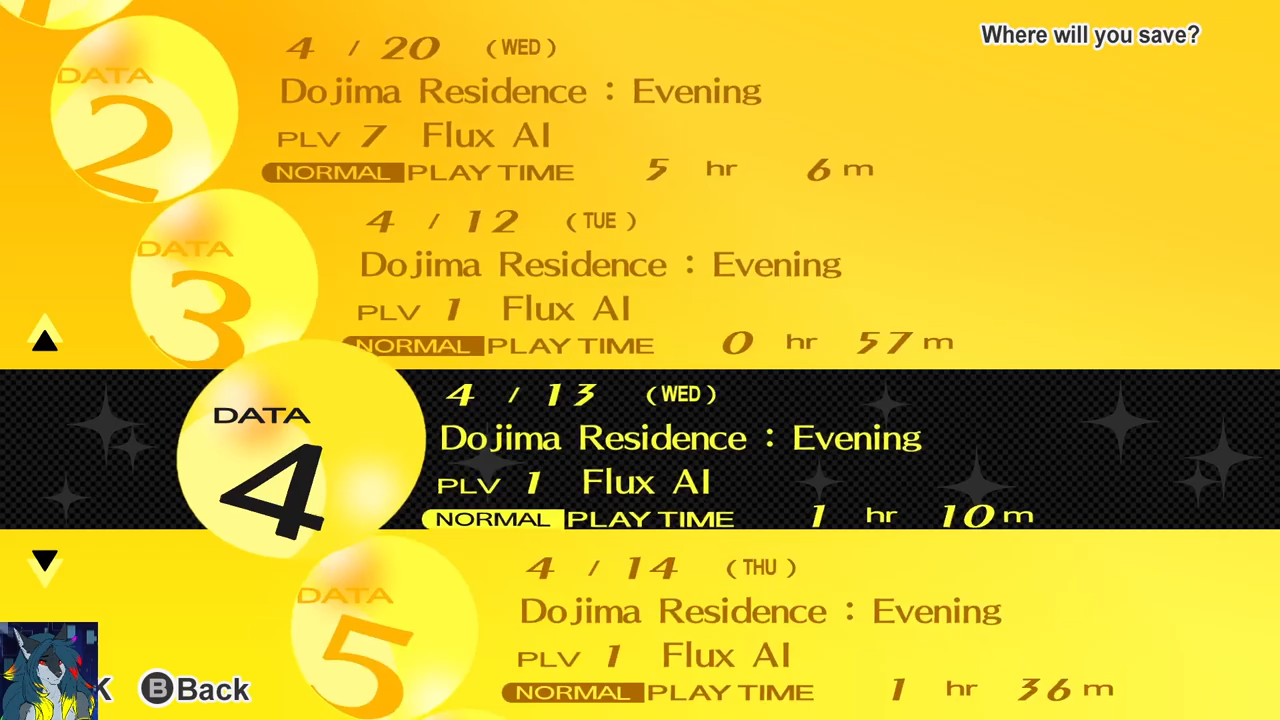 Where will you save?
4 / 20 (WED)
DATA
2
Dojima Residence : Evening
PLV 7 Flux AI
NORMAL PLAY TIME 5 hr 6 m
4 / 12 (TUE)
DATA
3
Dojima Residence : Evening
PLV 1 Flux AI
NORMAL PLAY TIME 0 hr 57 m
4 / 13 (WED)
DATA
4
Dojima Residence : Evening
PLV 1 Flux AI
NORMAL PLAY TIME 1 hr 10 m
4 / 14 (THU)
DATA
5
Dojima Residence : Evening
PLV 1 Flux AI
NORMAL PLAY TIME 1 hr 36 m
B Back